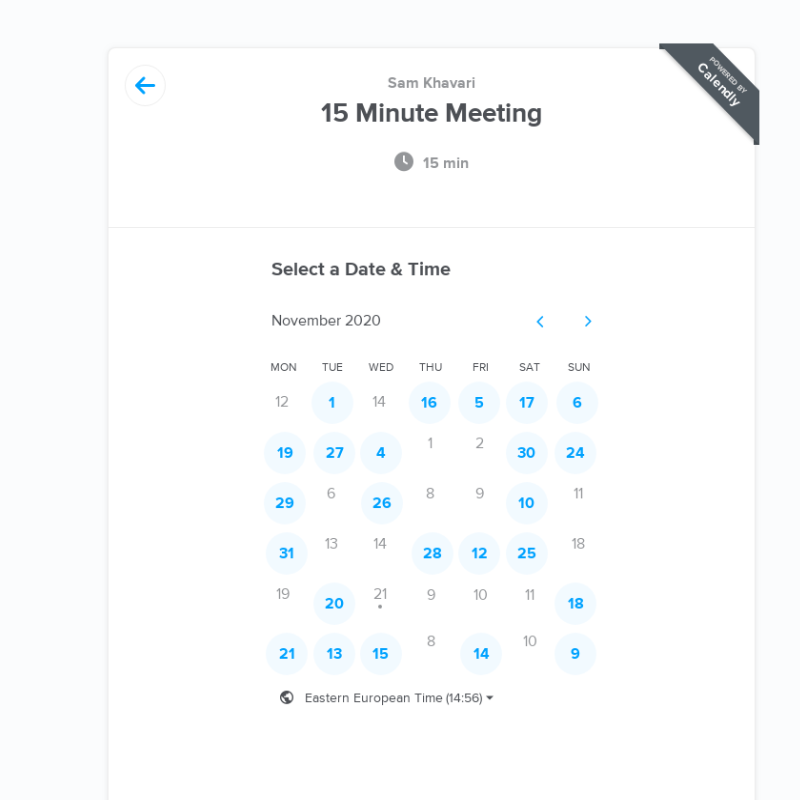 POWERED BY
Calendly
Sam Khavari
15 Minute Meeting
15 min
Select a Date & Time
November 2020
MON TUE WED THU FRI SAT SUN
12 1 14 16 5 17 6
19 27 4 1 2 30 24
29 6 26 8 9 10 11
31 13 14 28 12 25 18
19 20 21 9 10 11 18
21 13 15 8 14 10 9
Eastern European Time (14:56)